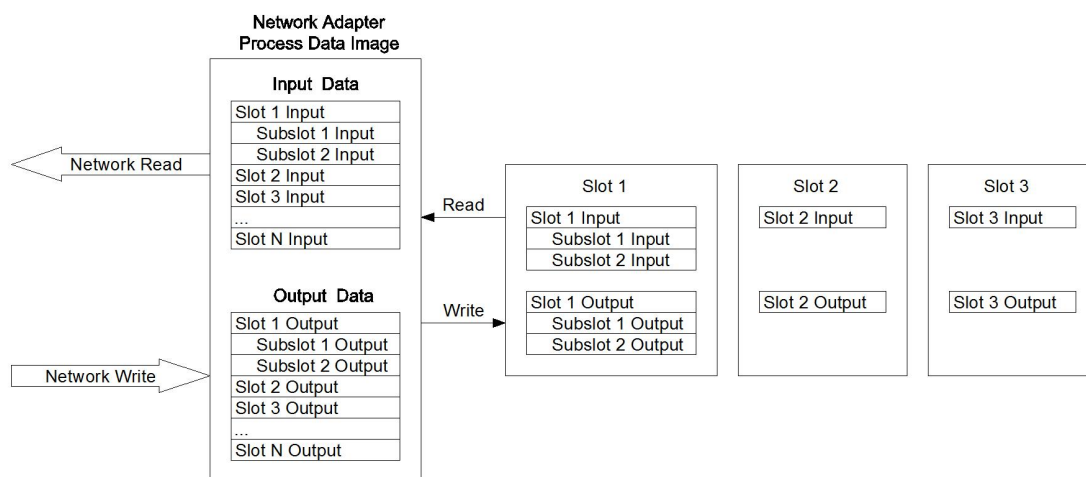 Network Adapter
Process Data Image
Input Data
Slot 1 Input
Subslot 1 Input
Subslot 2 Input
Slot 2 Input
Slot 3 Input
...
Slot N Input
Network Read
Output Data
Slot 1 Output
Subslot 1 Output
Subslot 2 Output
Slot 2 Output
Slot 3 Output
...
Slot N Output
Network Write
Read
Write
Slot 1
Slot 1 Input
Subslot 1 Input
Subslot 2 Input
Slot 1 Output
Subslot 1 Output
Subslot 2 Output
Slot 2
Slot 2 Input
Slot 2 Output
Slot 3
Slot 3 Input
Slot 3 Output